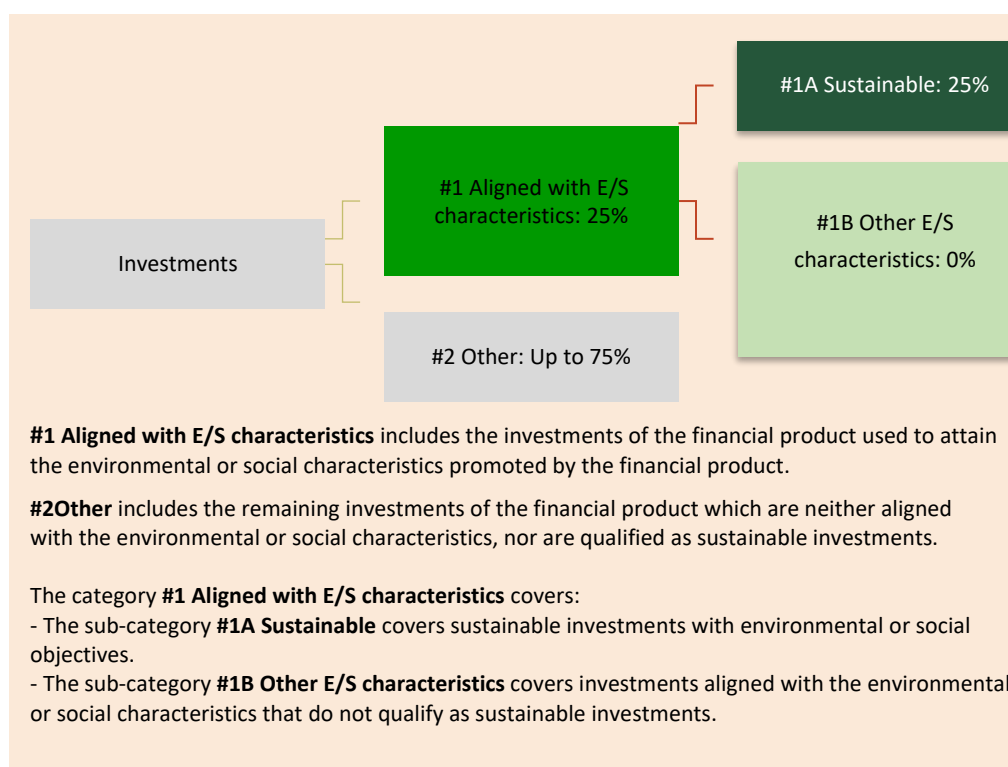 #1A Sustainable: 25%
#1 Aligned with E/S
characteristics: 25%
#1B Other E/S
characteristics: 0%
Investments
#2 Other: Up to 75%
#1 Aligned with E/S characteristics includes the investments of the financial product used to attain
the environmental or social characteristics promoted by the financial product.
#2Other includes the remaining investments of the financial product which are neither aligned
with the environmental or social characteristics, nor are qualified as sustainable investments.
The category #1 Aligned with E/S characteristics covers:
- The sub-category #1A Sustainable covers sustainable investments with environmental or social
objectives.
- The sub-category #1B Other E/S characteristics covers investments aligned with the environmental
or social characteristics that do not qualify as sustainable investments.